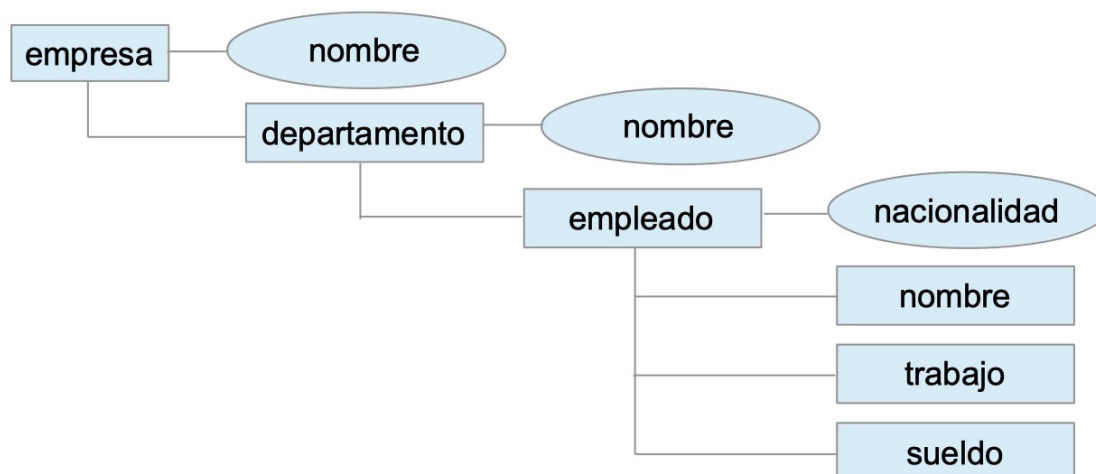 empresa
nombre
departamento
nombre
empleado
nacionalidad
nombre
trabajo
sueldo